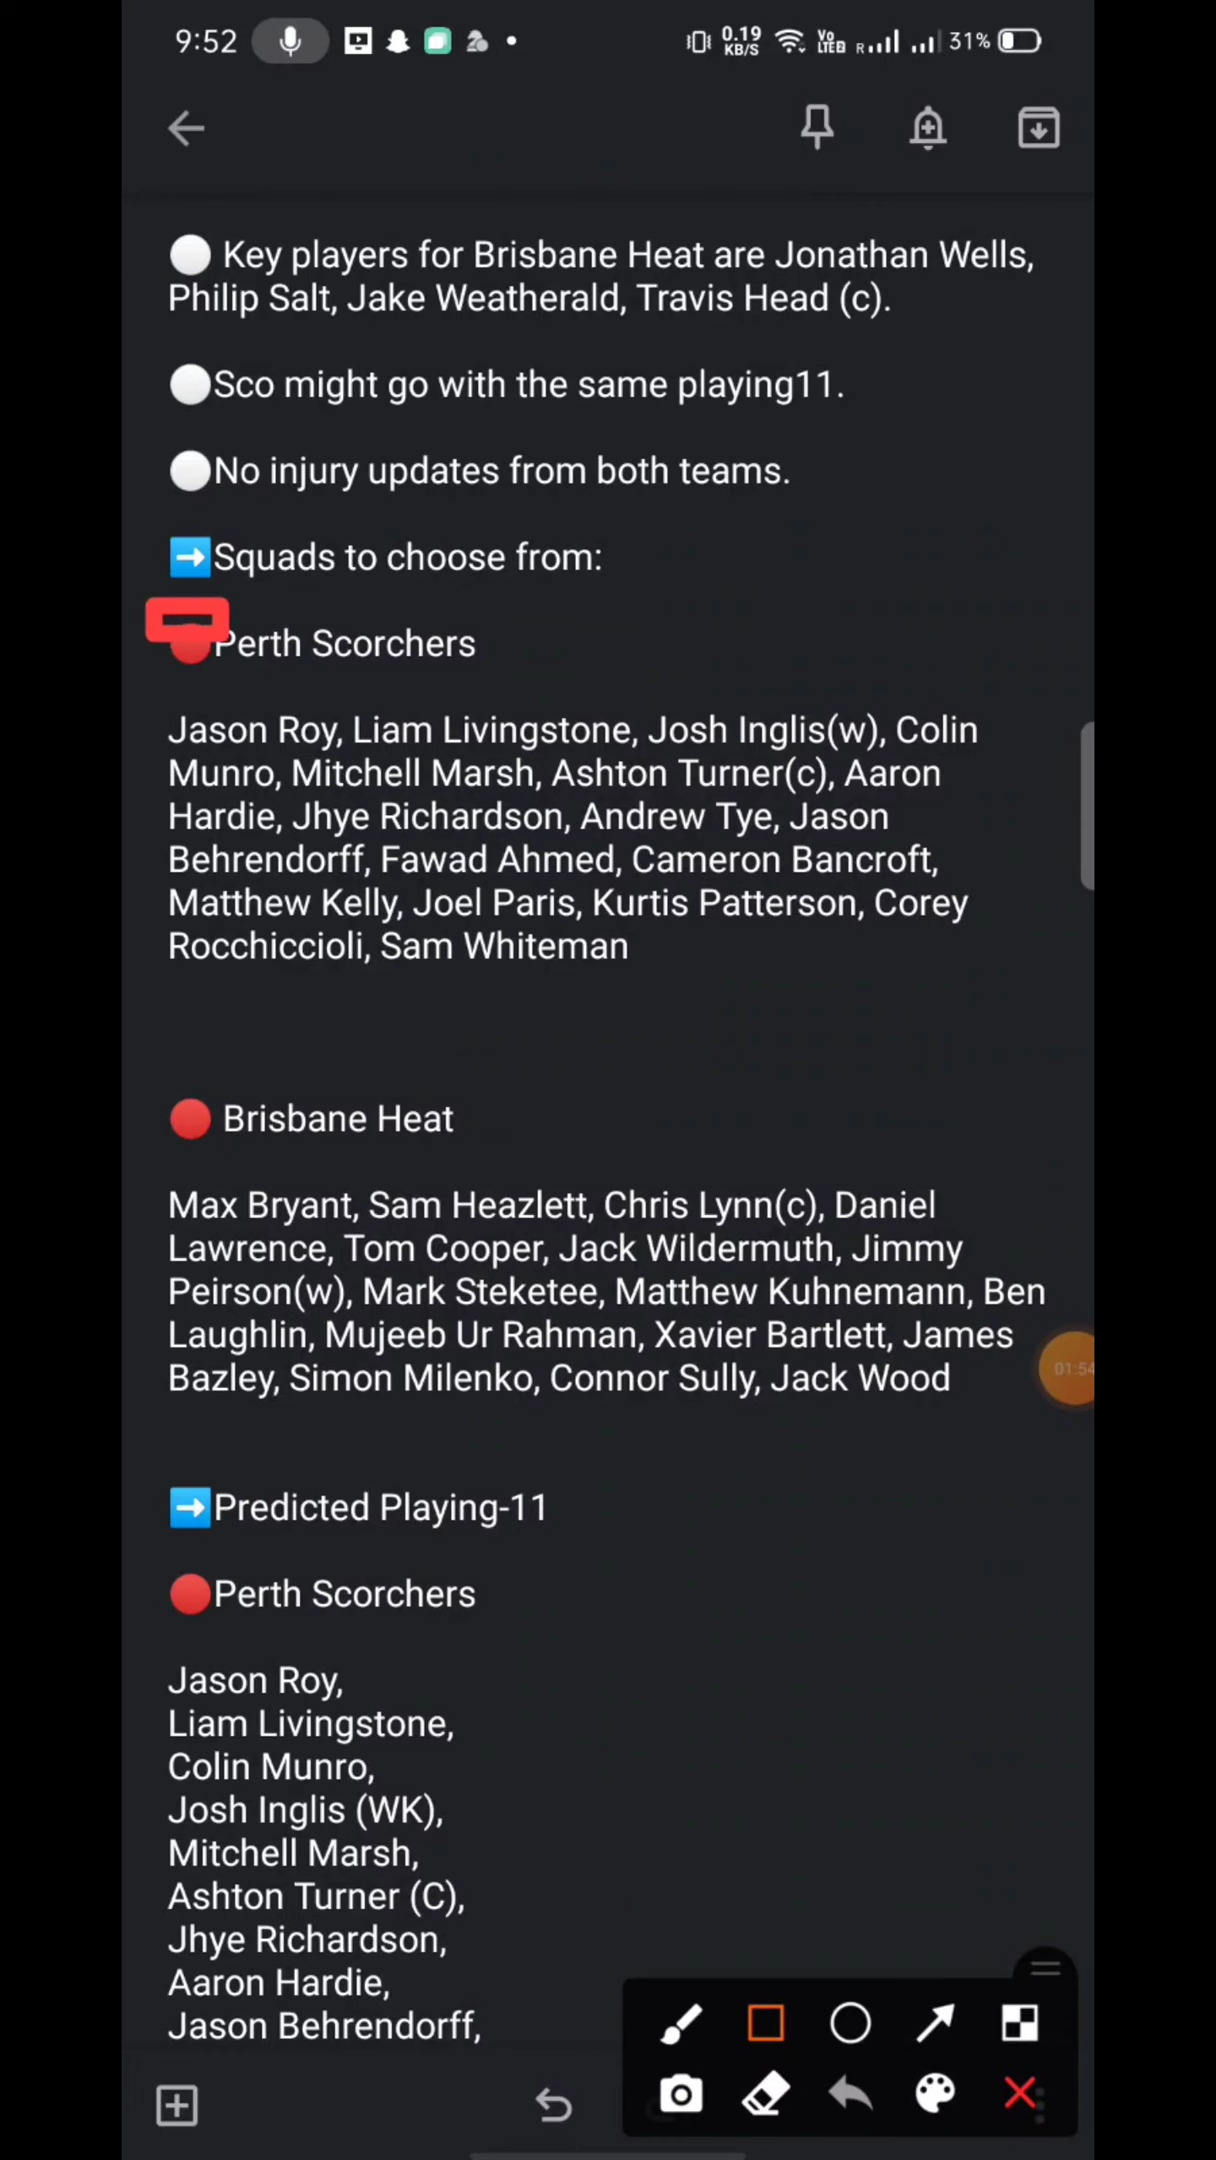 9:52
0.19
KB/S
Vo
LTE2
R
31%
Key players for Brisbane Heat are Jonathan Wells,
Philip Salt, Jake Weatherald, Travis Head (c).
Sco might go with the same playing11.
No injury updates from both teams.
Squads to choose from:
Perth Scorchers
Jason Roy, Liam Livingstone, Josh Inglis(w), Colin
Munro, Mitchell Marsh, Ashton Turner(c), Aaron
Hardie, Jhye Richardson, Andrew Tye, Jason
Behrendorff, Fawad Ahmed, Cameron Bancroft,
Matthew Kelly, Joel Paris, Kurtis Patterson, Corey
Rocchiccioli, Sam Whiteman
Brisbane Heat
Max Bryant, Sam Heazlett, Chris Lynn(c), Daniel
Lawrence, Tom Cooper, Jack Wildermuth, Jimmy
Peirson(w), Mark Steketee, Matthew Kuhnemann, Ben
Laughlin, Mujeeb Ur Rahman, Xavier Bartlett, James
Bazley, Simon Milenko, Connor Sully, Jack Wood
01:54
Predicted Playing-11
Perth Scorchers
Jason Roy,
Liam Livingstone,
Colin Munro,
Josh Inglis (WK),
Mitchell Marsh,
Ashton Turner (C),
Jhye Richardson,
Aaron Hardie,
Jason Behrendorff,